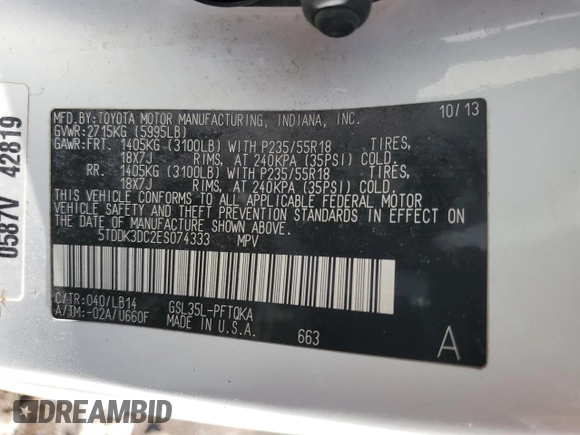 0587V 42819
MFD.BY:TOYOTA MOTOR MANUFACTURING, INDIANA, INC. 10/13
GVWR:2715KG (5995LB)
GAWR:FRT. 1405KG (3100LB) WITH P235/55R18 TIRES,
18X7J RIMS, AT 240KPA (35PSI) COLD.
RR. 1405KG (3100LB) WITH P235/55R18 TIRES,
18X7J RIMS, AT 240KPA (35PSI) COLD.
THIS VEHICLE CONFORMS TO ALL APPLICABLE FEDERAL MOTOR
VEHICLE SAFETY AND THEFT PREVENTION STANDARDS IN EFFECT ON
THE DATE OF MANUFACTURE SHOWN ABOVE.
5TDDK3DC2ES074333 MPV
C/TR:040/LB14 GSL35L-PFTQKA
A/TM:-02A/U660F MADE IN U.S.A.
663 A
DREAMBID